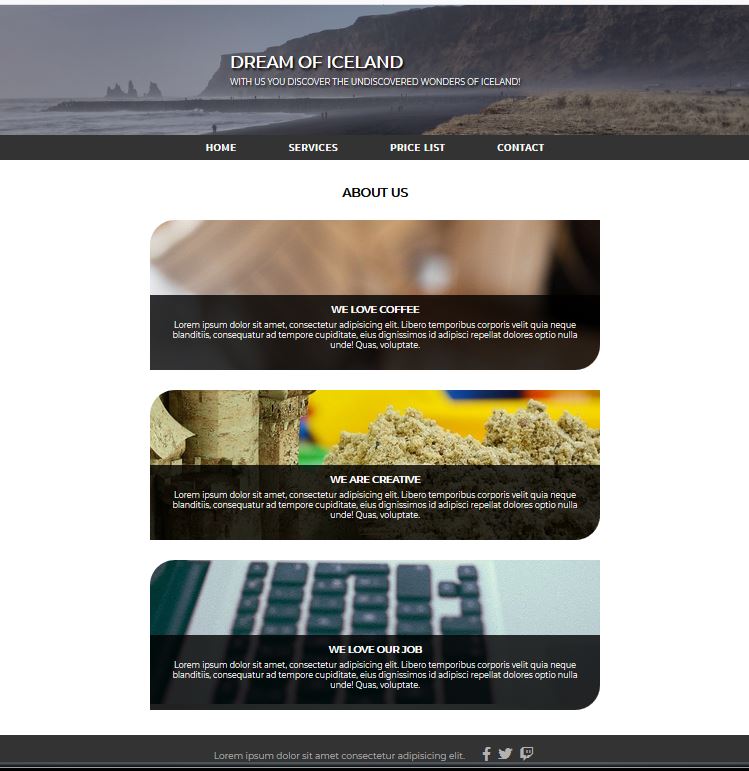 DREAM OF ICELAND
WITH US YOU DISCOVER THE UNDISCOVERED WONDERS OF ICELAND!
HOME SERVICES PRICE LIST CONTACT
ABOUT US
WE LOVE COFFEE
Lorem ipsum dolor sit amet, consectetur adipisicing elit. Libero temporibus corporis velit quia neque
blanditiis, consequatur ad tempore cupiditate, eius dignissimos id adipisci repellat dolores optio nulla
unde! Quas, voluptate.
WE ARE CREATIVE
Lorem ipsum dolor sit amet, consectetur adipisicing elit. Libero temporibus corporis velit quia neque
blanditiis, consequatur ad tempore cupiditate, eius dignissimos id adipisci repellat dolores optio nulla
unde! Quas, voluptate.
WE LOVE OUR JOB
Lorem ipsum dolor sit amet, consectetur adipisicing elit. Libero temporibus corporis velit quia neque
blanditiis, consequatur ad tempore cupiditate, eius dignissimos id adipisci repellat dolores optio nulla
unde! Quas, voluptate.
Lorem ipsum dolor sit amet consectetur adipisicing elit.